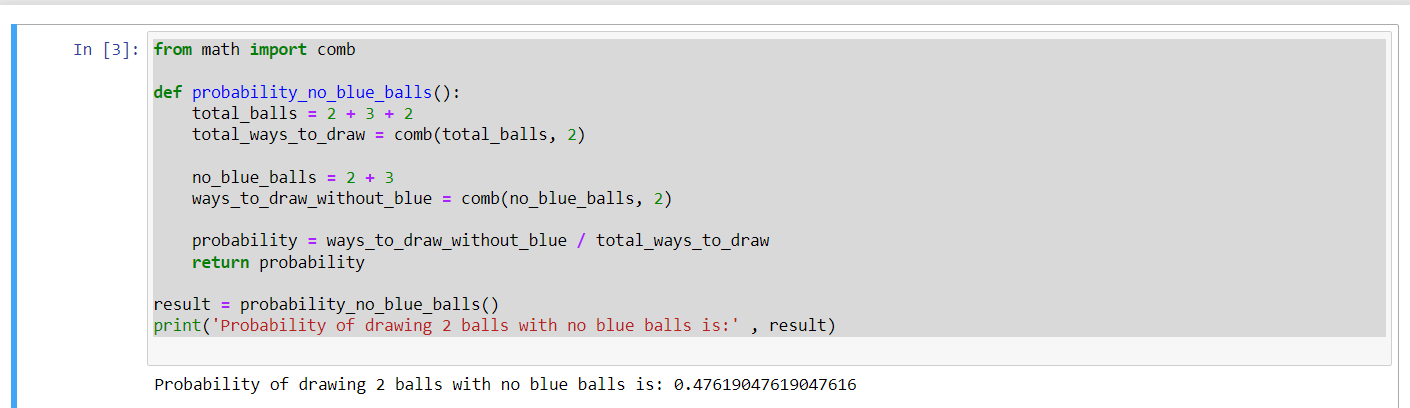 In [3]:
from math import comb
def probability_no_blue_balls():
    total_balls = 2 + 3 + 2
    total_ways_to_draw = comb(total_balls, 2)
    no_blue_balls = 2 + 3
    ways_to_draw_without_blue = comb(no_blue_balls, 2)
    probability = ways_to_draw_without_blue / total_ways_to_draw
    return probability
result = probability_no_blue_balls()
print('Probability of drawing 2 balls with no blue balls is:' , result)
Probability of drawing 2 balls with no blue balls is: 0.47619047619047616